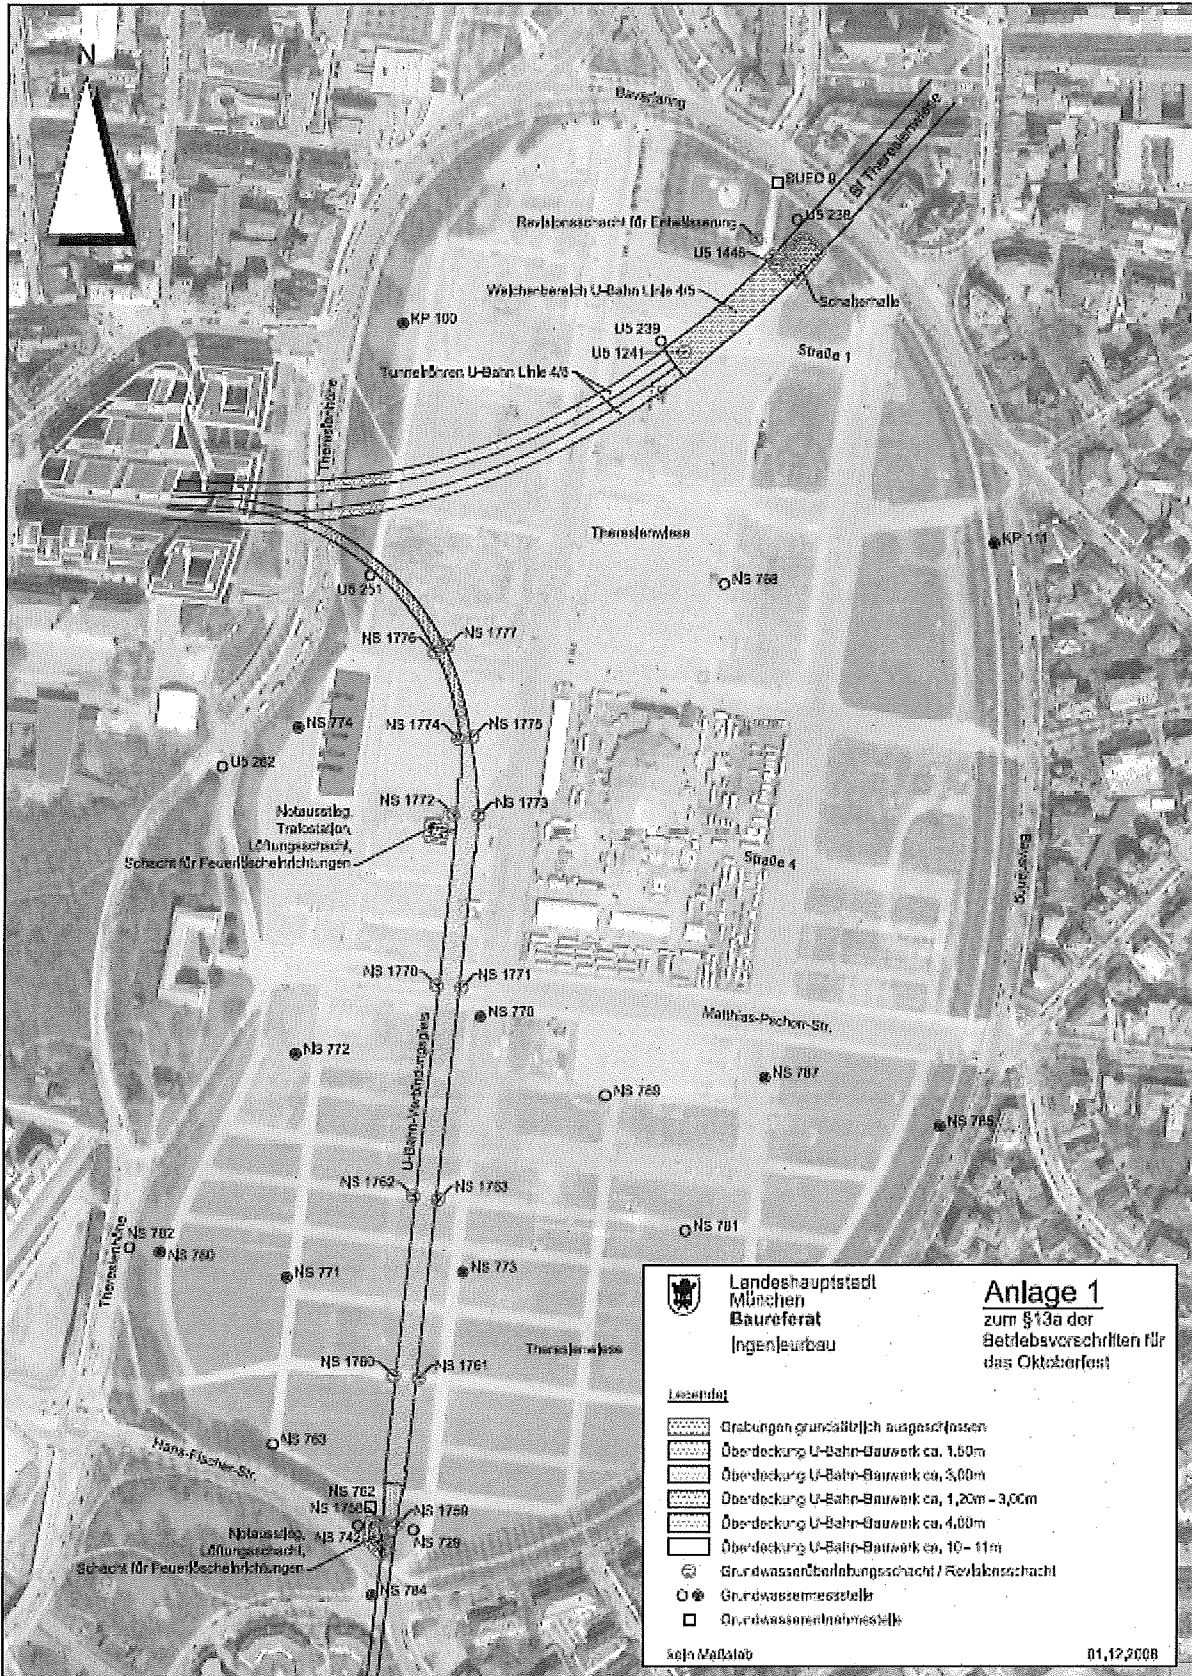 N
Bavariaring
Bf Theresienwiese
U5 238
Revisionsschacht für Entwässerung
U5 1446
Weichenbereich U-Bahn Linie 4/5
Schalterhalle
KP 100
U5 239
U5 1241
Straße 1
Tunnelröhren U-Bahn Linie 4/5
Theresienhöhe
Theresienwiese
KP 111
NS 768
U5 251
NS 1776
NS 1777
NS 774
NS 1774
NS 1775
U5 262
NS 1772
NS 1773
Notausstieg,
Trafostation,
Lüftungsschacht,
Schacht für Feuerlöscheinrichtungen
Straße 4
Bavariaring
NS 1770
NS 1771
NS 770
Matthias-Pschorr-Str.
NS 772
U-Bahn-Verbindungsgleis
NS 787
NS 769
NS 785
NS 1762
NS 1763
NS 781
NS 782
NS 780
Theresienhöhe
NS 771
NS 773
Theresienwiese
NS 1760
NS 1761
NS 763
Hans-Fischer-Str.
NS 762
NS 1758
NS 1759
NS 742
NS 729
Notausstieg,
Lüftungsschacht,
Schacht für Feuerlöscheinrichtungen
NS 784
Landeshauptstadt
München
Baureferat
Ingenieurbau
Anlage 1
zum §13a der
Betriebsvorschriften für
das Oktoberfest
Legende:
Grabungen grundsätzlich ausgeschlossen
Überdeckung U-Bahn-Bauwerk ca. 1,50m
Überdeckung U-Bahn-Bauwerk ca. 3,00m
Überdeckung U-Bahn-Bauwerk ca. 1,20m - 3,00m
Überdeckung U-Bahn-Bauwerk ca. 4,00m
Überdeckung U-Bahn-Bauwerk ca. 10 - 11m
Grundwasserüberleitungsschacht / Revisionsschacht
Grundwassermessstelle
Grundwasserentnahmestelle
kein Maßstab
01.12.2008